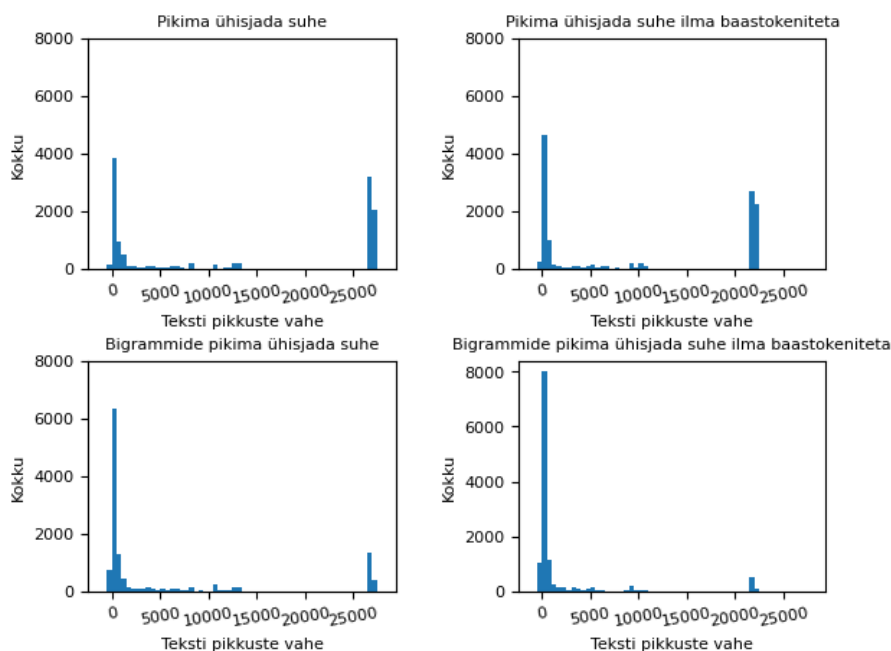 Pikima ühisjada suhe
8000
6000
4000
2000
0
Kokku
0 5000 10000 15000 20000 25000
Teksti pikkuste vahe
Pikima ühisjada suhe ilma baastokeniteta
8000
6000
4000
2000
0
Kokku
0 5000 10000 15000 20000 25000
Teksti pikkuste vahe
Bigrammide pikima ühisjada suhe
8000
6000
4000
2000
0
Kokku
0 5000 10000 15000 20000 25000
Teksti pikkuste vahe
Bigrammide pikima ühisjada suhe ilma baastokeniteta
8000
6000
4000
2000
0
Kokku
0 5000 10000 15000 20000 25000
Teksti pikkuste vahe